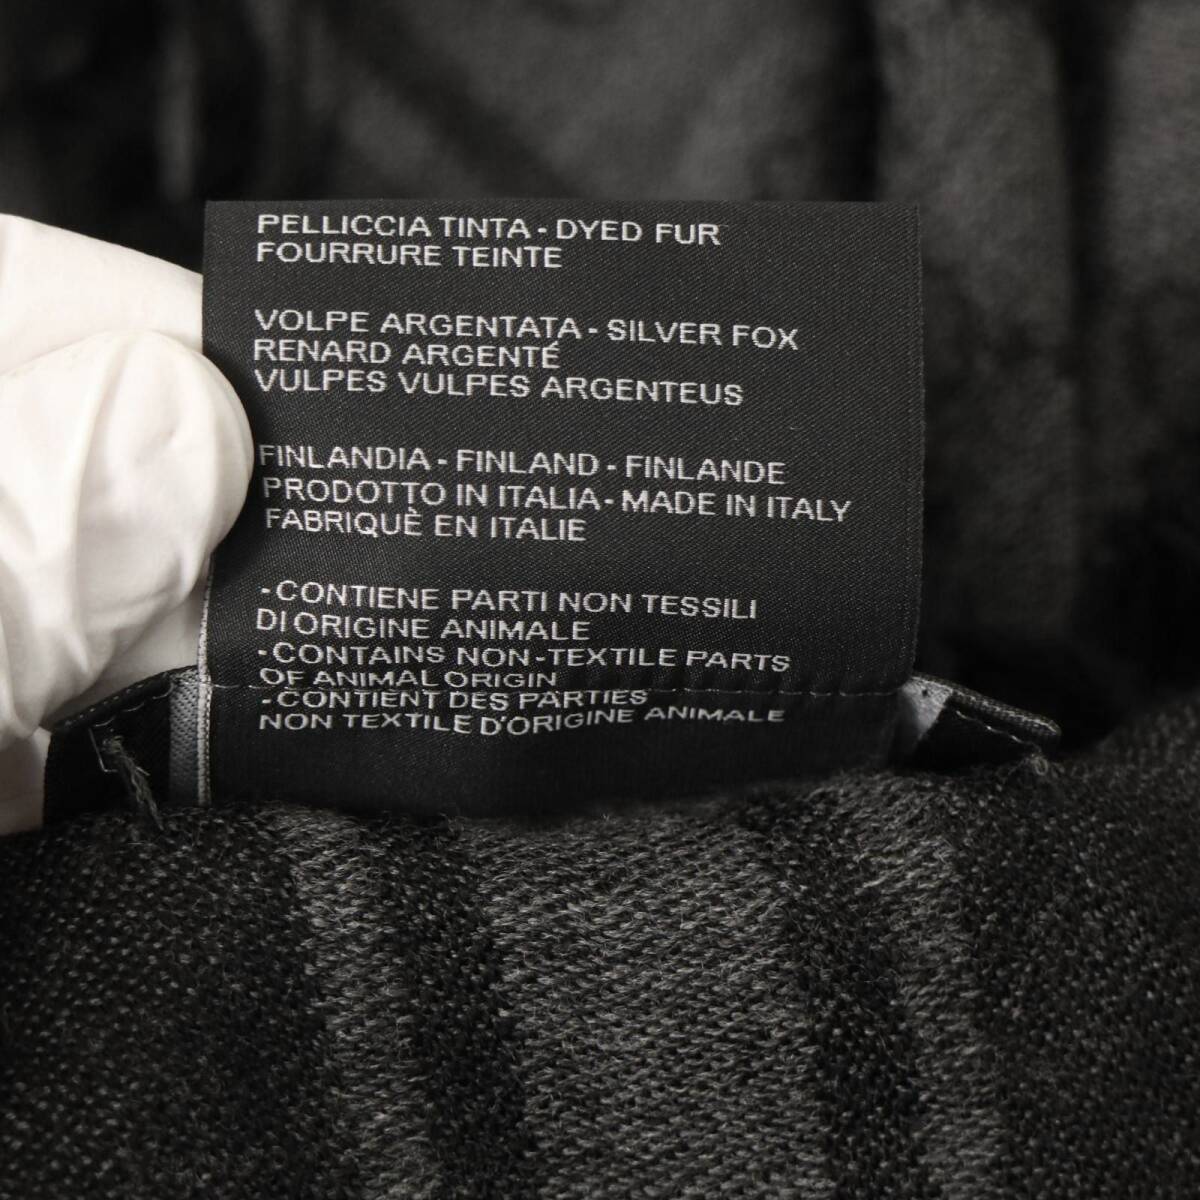 PELLICCIA TINTA - DYED FUR
FOURRURE TEINTE
VOLPE ARGENTATA - SILVER FOX
RENARD ARGENTÉ
VULPES VULPES ARGENTEUS
FINLANDIA - FINLAND - FINLANDE
PRODOTTO IN ITALIA - MADE IN ITALY
FABRIQUÈ EN ITALIE
-CONTIENE PARTI NON TESSILI
DI ORIGINE ANIMALE
-CONTAINS NON-TEXTILE PARTS
OF ANIMAL ORIGIN
-CONTIENT DES PARTIES
NON TEXTILE D'ORIGINE ANIMALE